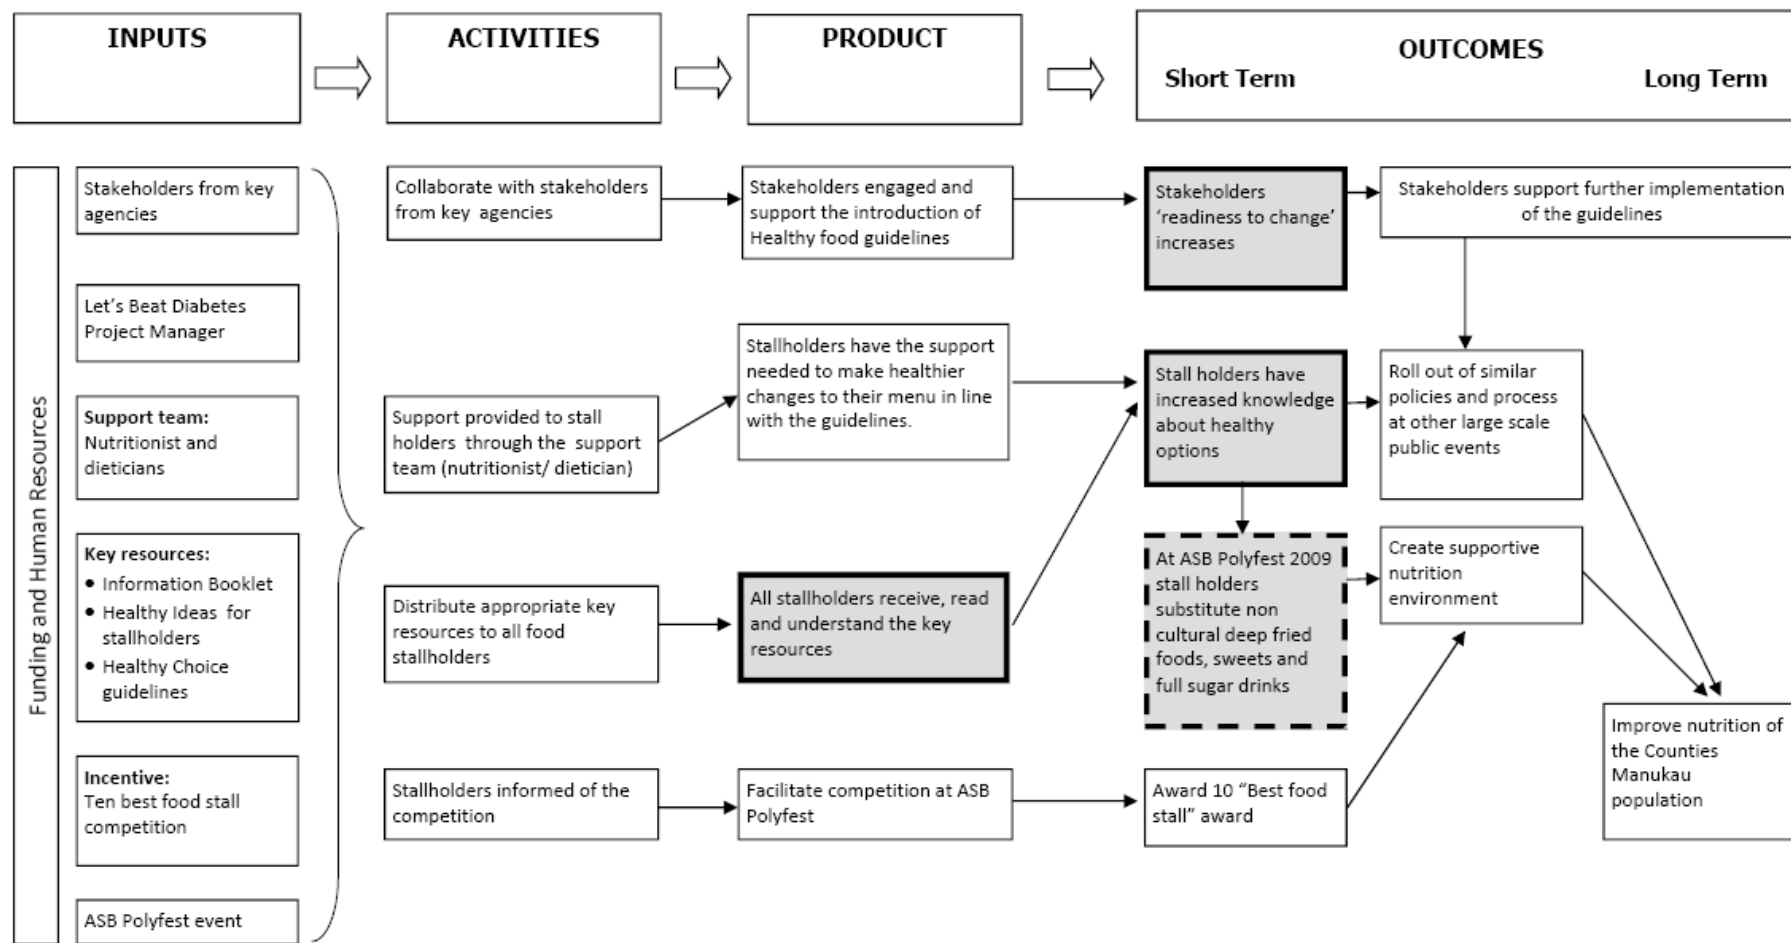 INPUTS
ACTIVITIES
PRODUCT
OUTCOMES
Short Term
Long Term
Funding and Human Resources
Stakeholders from key
agencies
Let’s Beat Diabetes
Project Manager
Support team:
Nutritionist and
dieticians
Key resources:
• Information Booklet
• Healthy Ideas for
stallholders
• Healthy Choice
guidelines
Incentive:
Ten best food stall
competition
ASB Polyfest event
Collaborate with stakeholders
from key agencies
Support provided to stall
holders through the support
team (nutritionist/ dietician)
Distribute appropriate key
resources to all food
stallholders
Stallholders informed of the
competition
Stakeholders engaged and
support the introduction of
Healthy food guidelines
Stallholders have the support
needed to make healthier
changes to their menu in line
with the guidelines.
All stallholders receive, read
and understand the key
resources
Facilitate competition at ASB
Polyfest
Stakeholders
‘readiness to change’
increases
Stall holders have
increased knowledge
about healthy
options
At ASB Polyfest 2009
stall holders
substitute non
cultural deep fried
foods, sweets and
full sugar drinks
Award 10 “Best food
stall” award
Stakeholders support further implementation
of the guidelines
Roll out of similar
policies and process
at other large scale
public events
Create supportive
nutrition
environment
Improve nutrition of
the Counties
Manukau
population